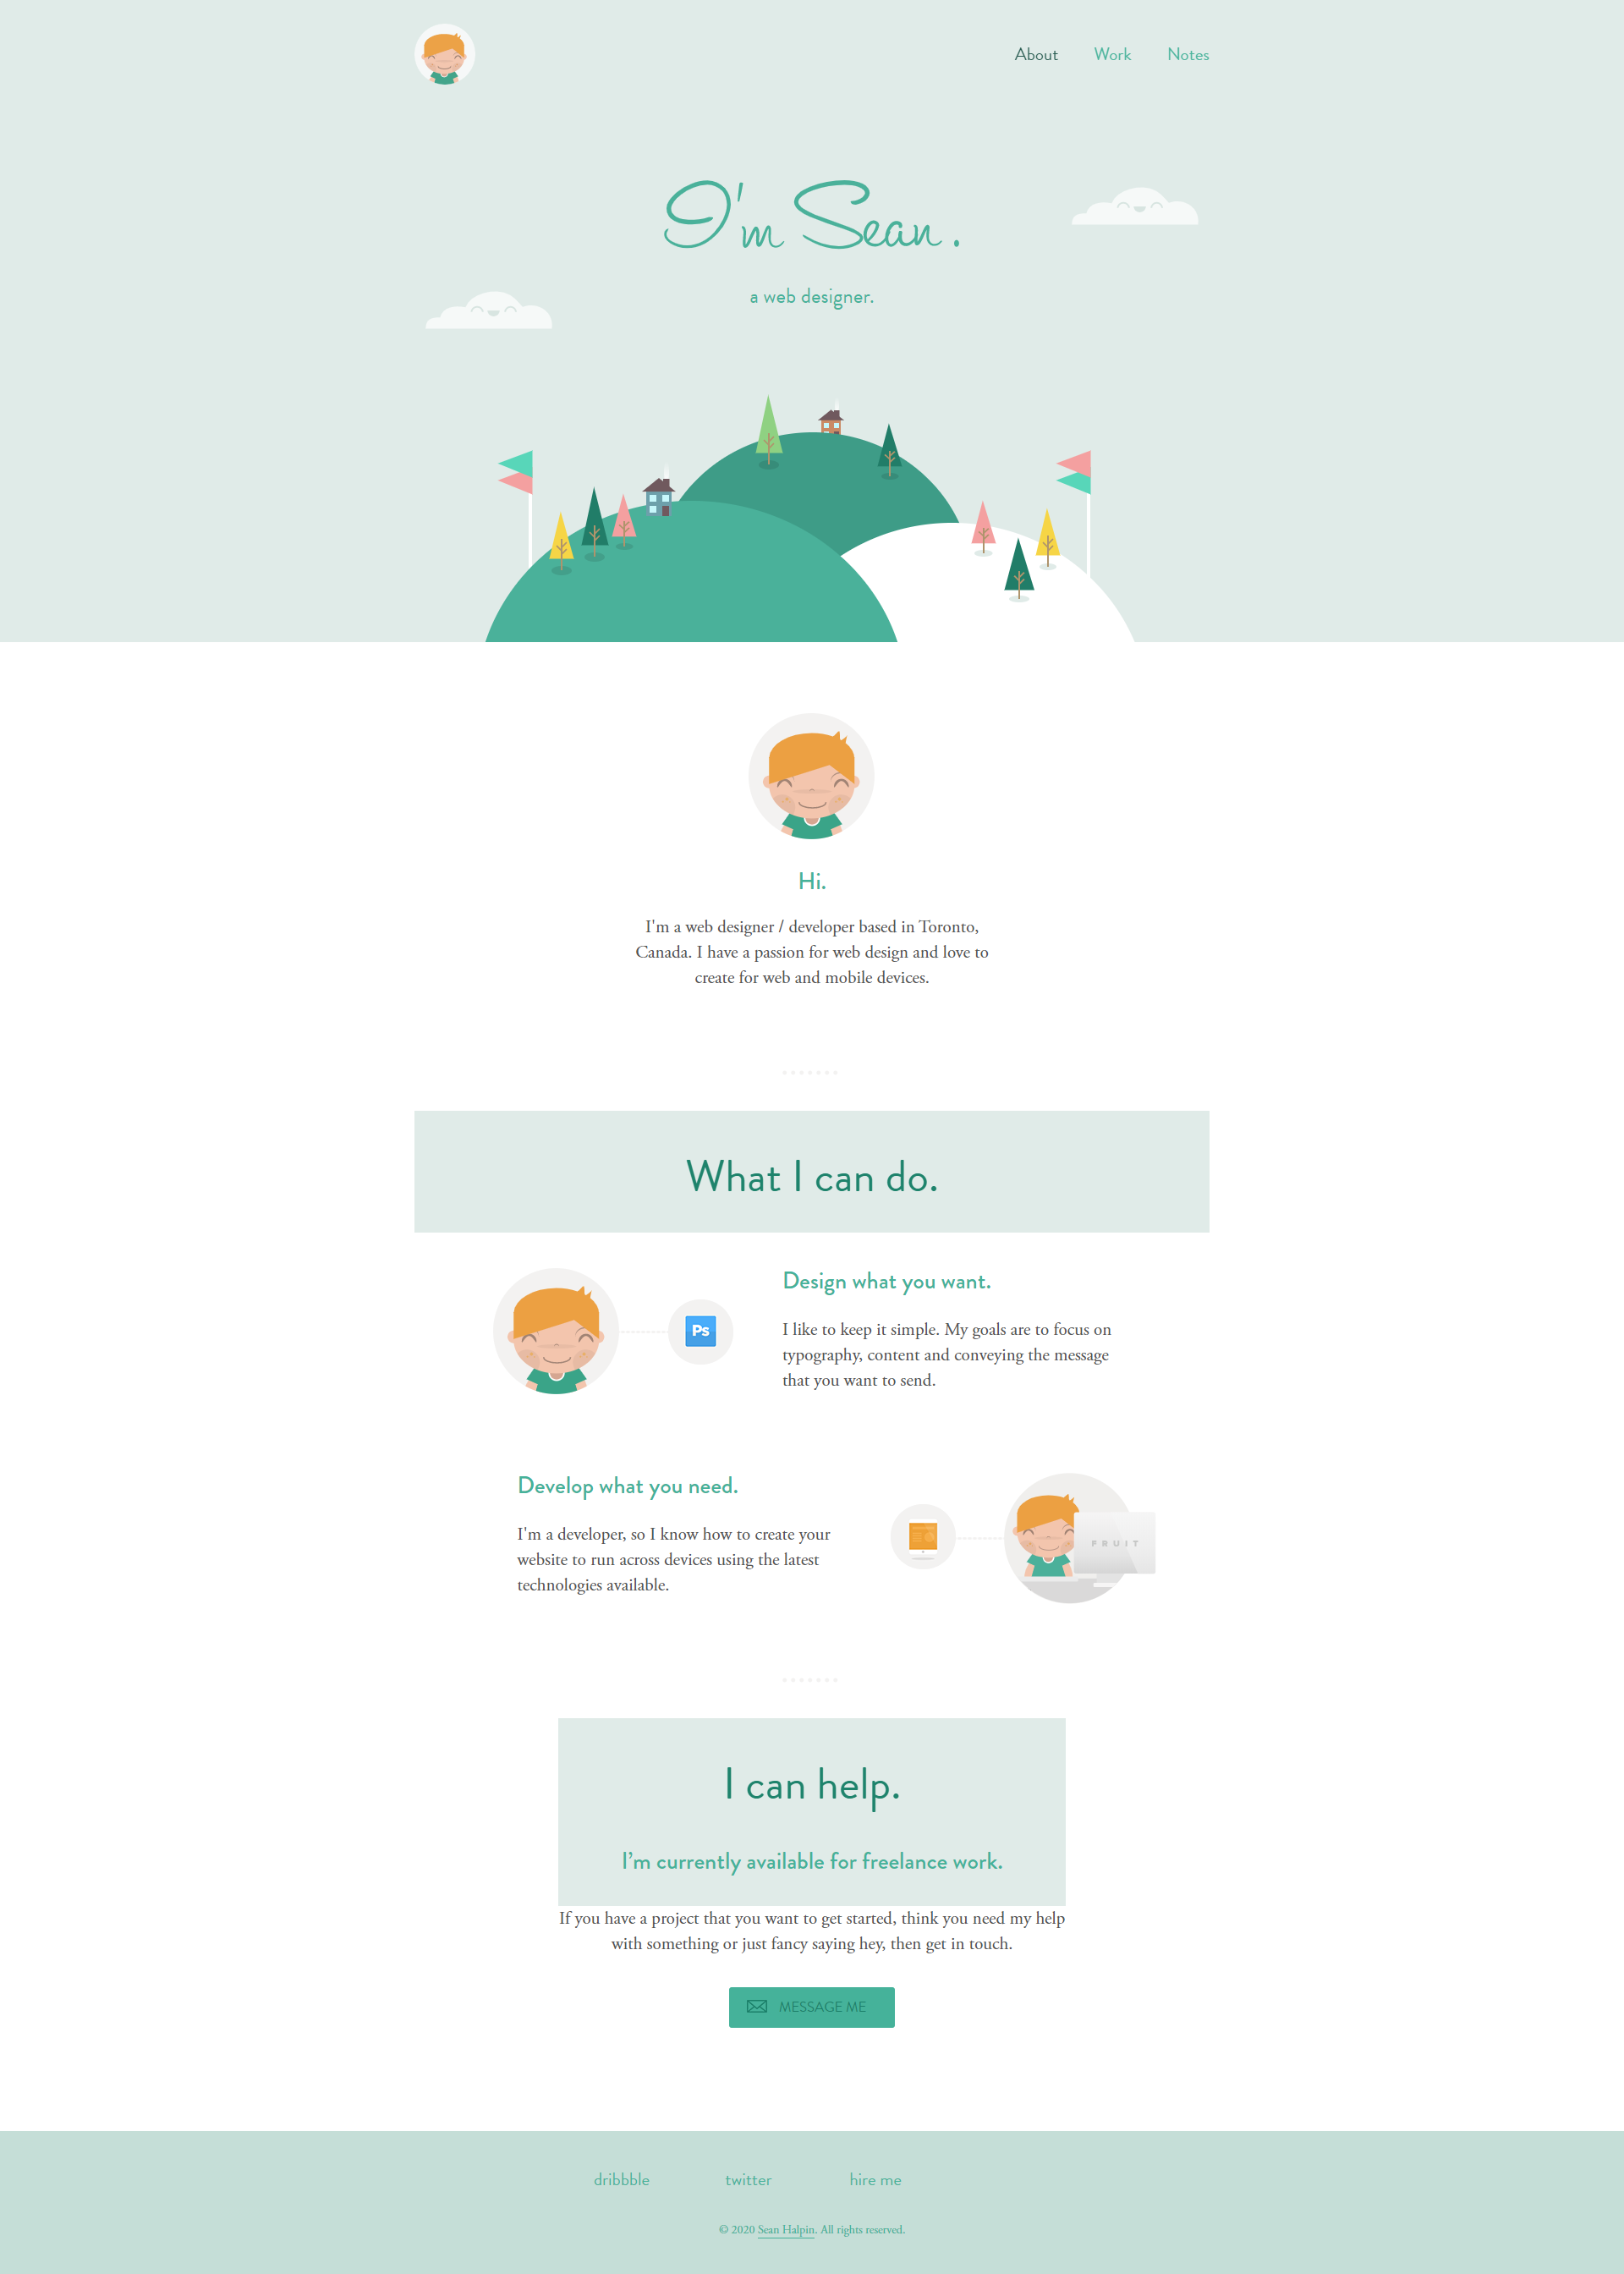 About Work Notes
I'm Sean.
a web designer.
Hi.
I'm a web designer / developer based in Toronto,
Canada. I have a passion for web design and love to
create for web and mobile devices.
What I can do.
Ps
Design what you want.
I like to keep it simple. My goals are to focus on
typography, content and conveying the message
that you want to send.
Develop what you need.
I'm a developer, so I know how to create your
website to run across devices using the latest
technologies available.
FRUIT
I can help.
I’m currently available for freelance work.
If you have a project that you want to get started, think you need my help
with something or just fancy saying hey, then get in touch.
MESSAGE ME
dribbble twitter hire me
© 2020 Sean Halpin. All rights reserved.